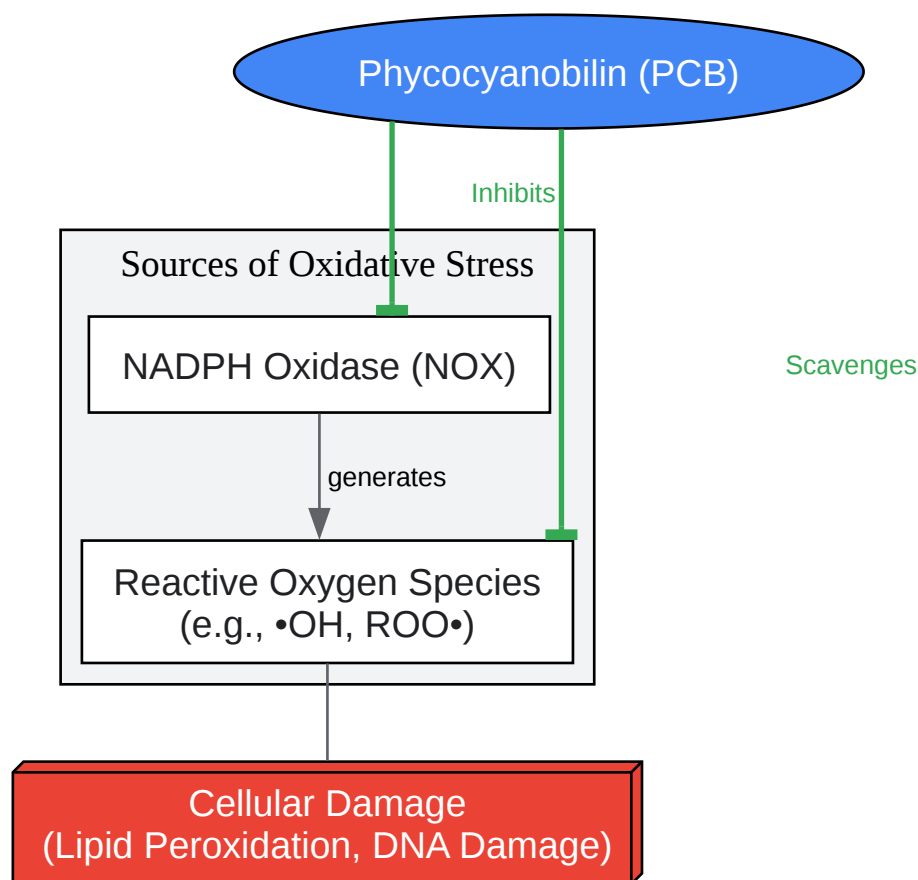 Phycocyanobilin (PCB)
Inhibits
Sources of Oxidative Stress
NADPH Oxidase (NOX)
Scavenges
generates
Reactive Oxygen Species
(e.g., •OH, ROO•)
Cellular Damage
(Lipid Peroxidation, DNA Damage)